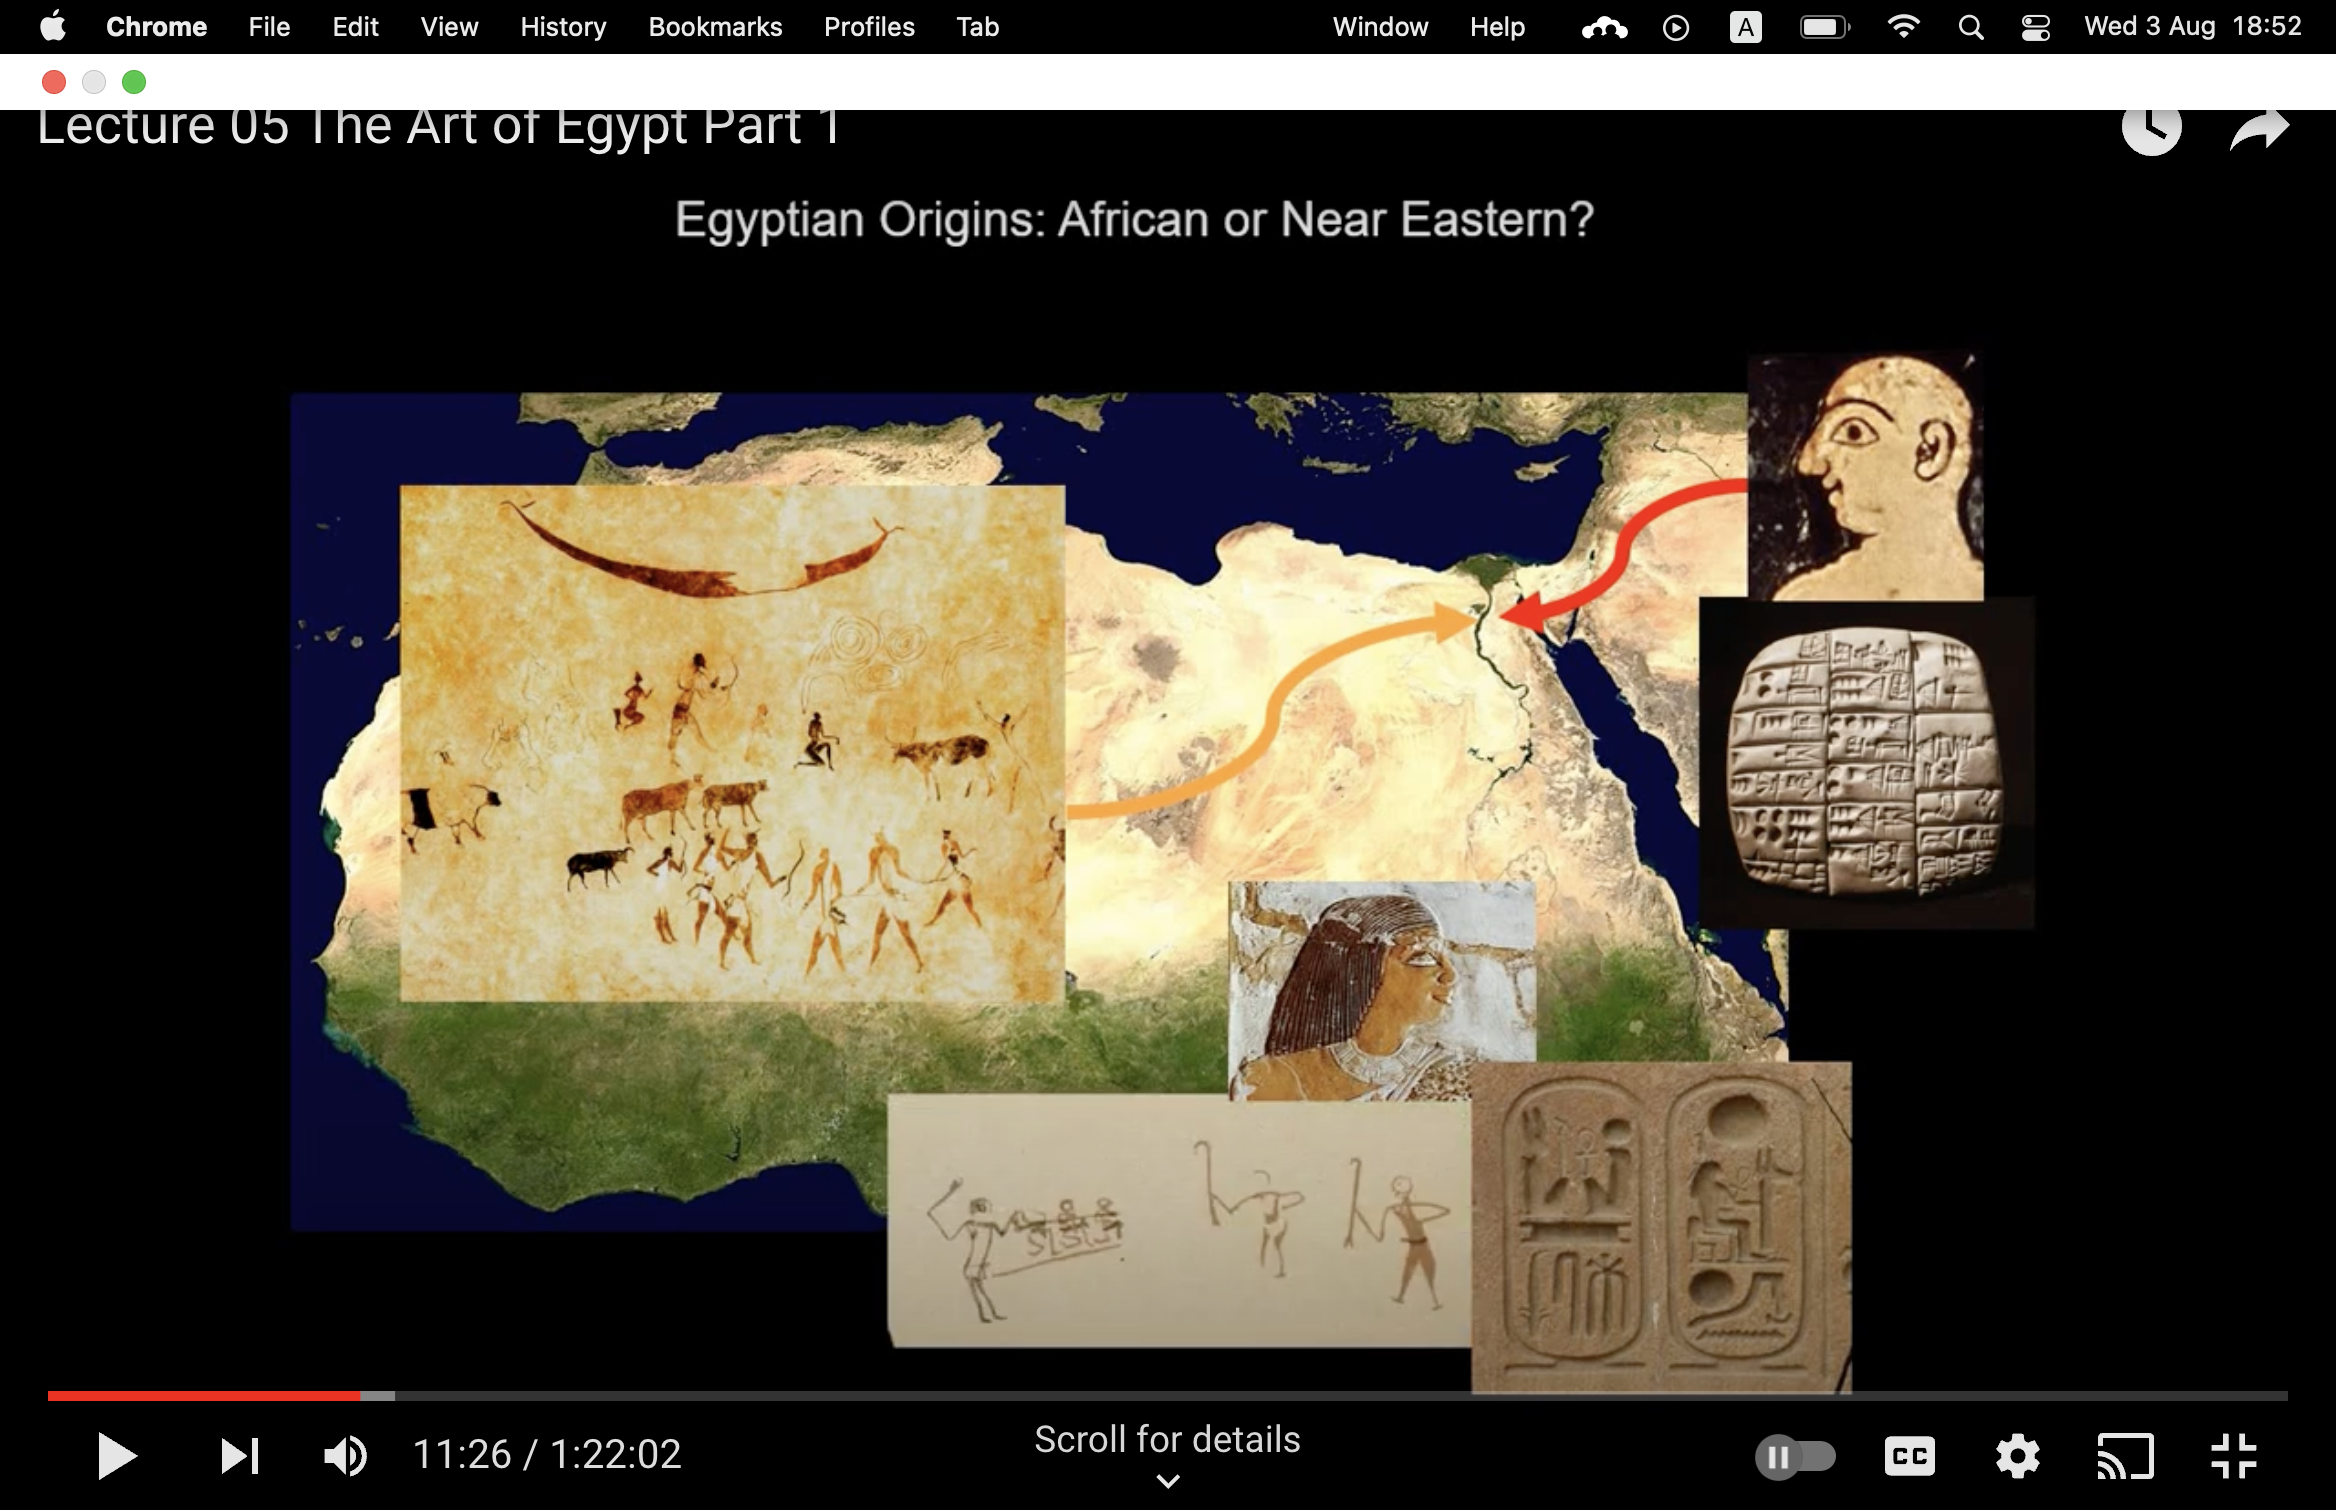 Chrome File Edit View History Bookmarks Profiles Tab Window Help A Wed 3 Aug 18:52
Lecture 05 The Art of Egypt Part 1
Egyptian Origins: African or Near Eastern?
11:26 / 1:22:02
Scroll for details
CC